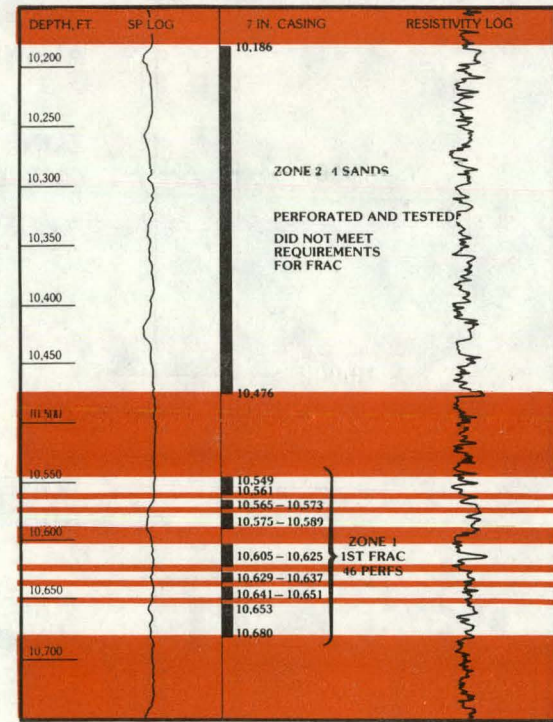 DEPTH, FT. SP LOG 7 IN. CASING RESISTIVITY LOG
10,186
10,200
10,250
ZONE 2 4 SANDS
10,300
PERFORATED AND TESTED
DID NOT MEET
10,350
REQUIREMENTS
FOR FRAC
10,400
10,450
10,476
10,500
10,550
10,549
10,561
10,565 – 10,573
10,575 – 10,589
10,600
ZONE 1
10,605 – 10,625 1ST FRAC
46 PERFS
10,629 – 10,637
10,641 – 10,651
10,650
10,653
10,680
10,700